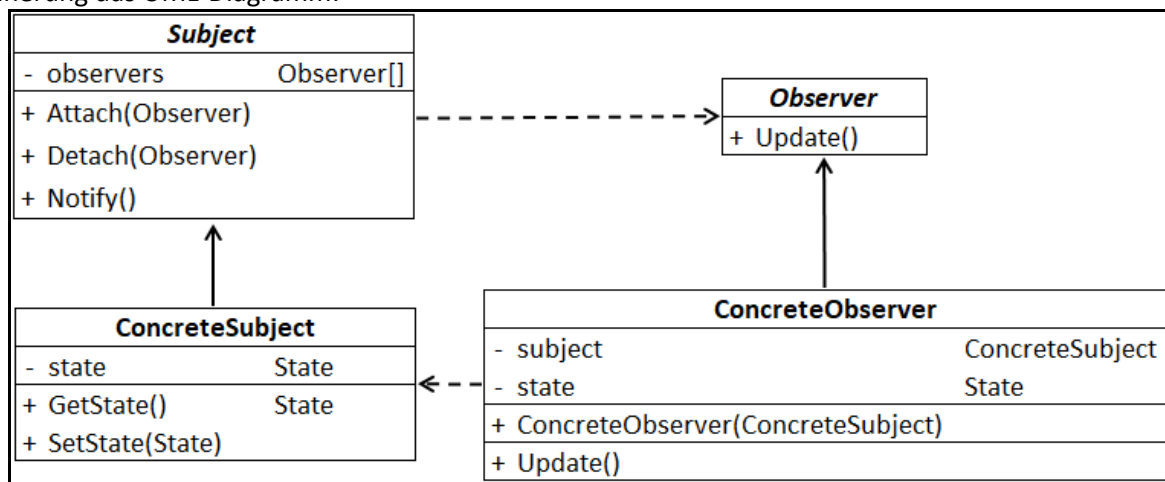 Subject
- observers Observer[]
+ Attach(Observer)
+ Detach(Observer)
+ Notify()
Observer
+ Update()
ConcreteSubject
- state State
+ GetState() State
+ SetState(State)
ConcreteObserver
- subject ConcreteSubject
- state State
+ ConcreteObserver(ConcreteSubject)
+ Update()